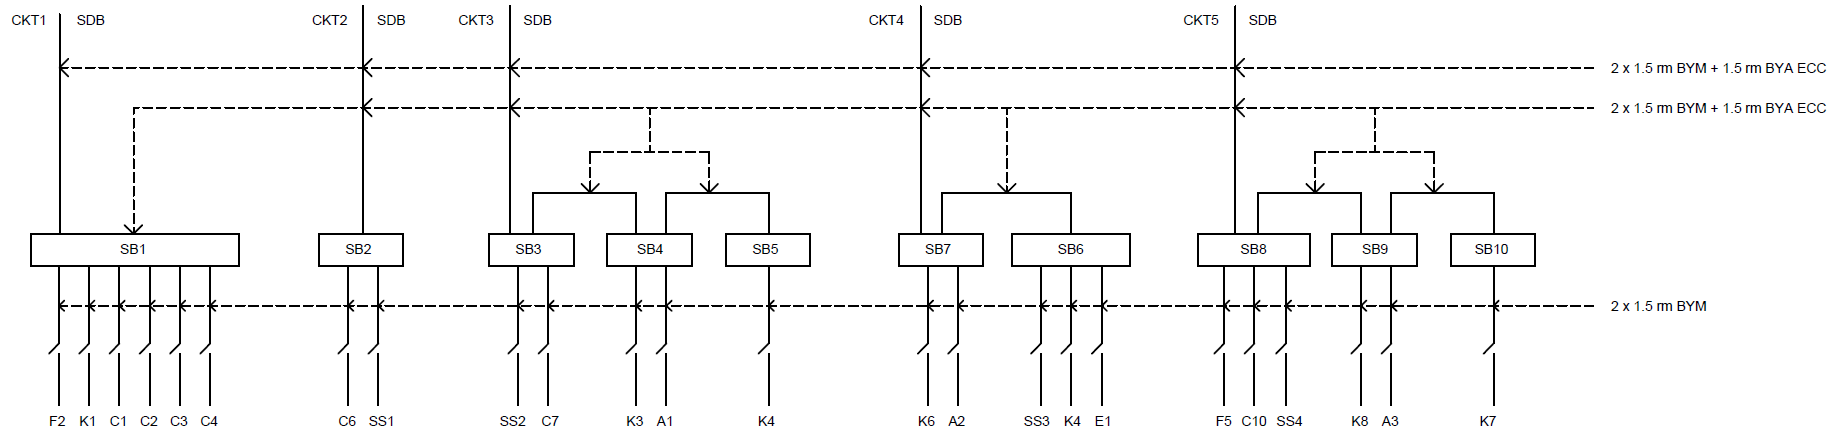 CKT1 SDB CKT2 SDB CKT3 SDB CKT4 SDB CKT5 SDB
2 x 1.5 rm BYM + 1.5 rm BYA ECC
2 x 1.5 rm BYM + 1.5 rm BYA ECC
SB1 SB2 SB3 SB4 SB5 SB7 SB6 SB8 SB9 SB10
2 x 1.5 rm BYM
F2 K1 C1 C2 C3 C4 C6 SS1 SS2 C7 K3 A1 K4 K6 A2 SS3 K4 E1 F5 C10 SS4 K8 A3 K7